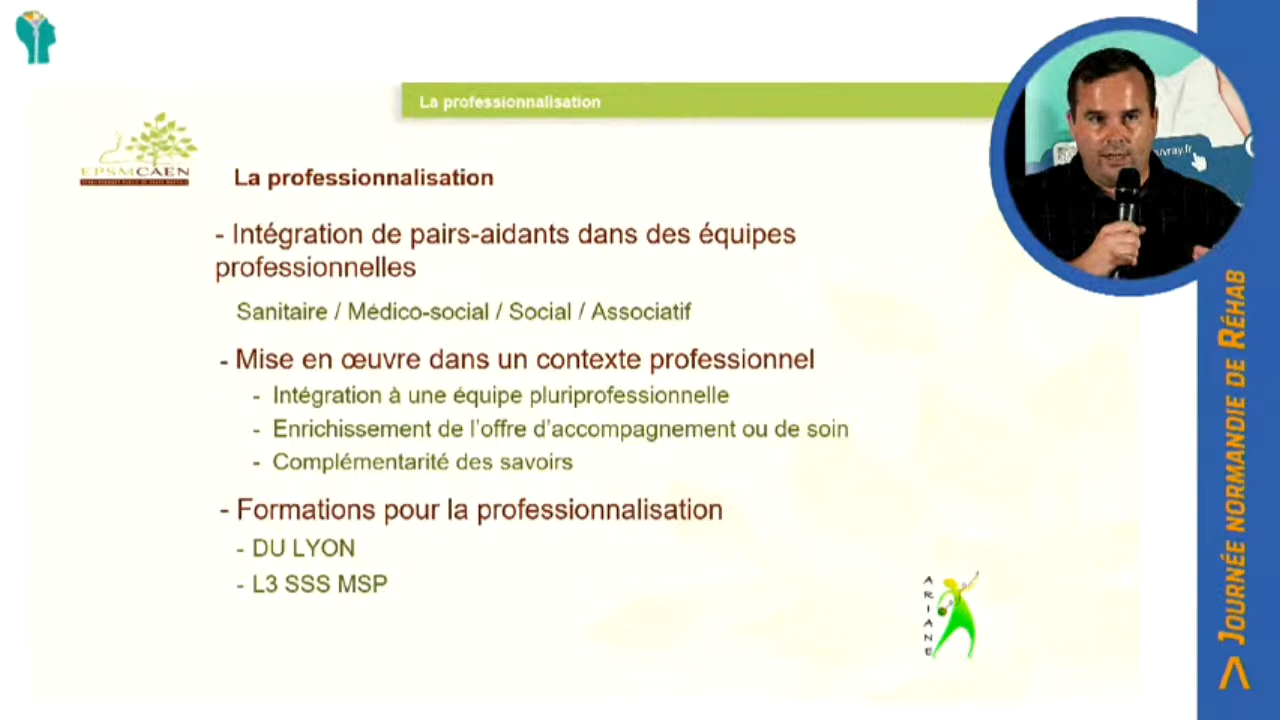 La professionnalisation
EPSMCAEN
La professionnalisation
- Intégration de pairs-aidants dans des équipes
professionnelles
Sanitaire / Médico-social / Social / Associatif
- Mise en œuvre dans un contexte professionnel
- Intégration à une équipe pluriprofessionnelle
- Enrichissement de l'offre d'accompagnement ou de soin
- Complémentarité des savoirs
- Formations pour la professionnalisation
- DU LYON
- L3 SSS MSP
ARIANE
> JOURNÉE NORMANDIE DE RÉHAB